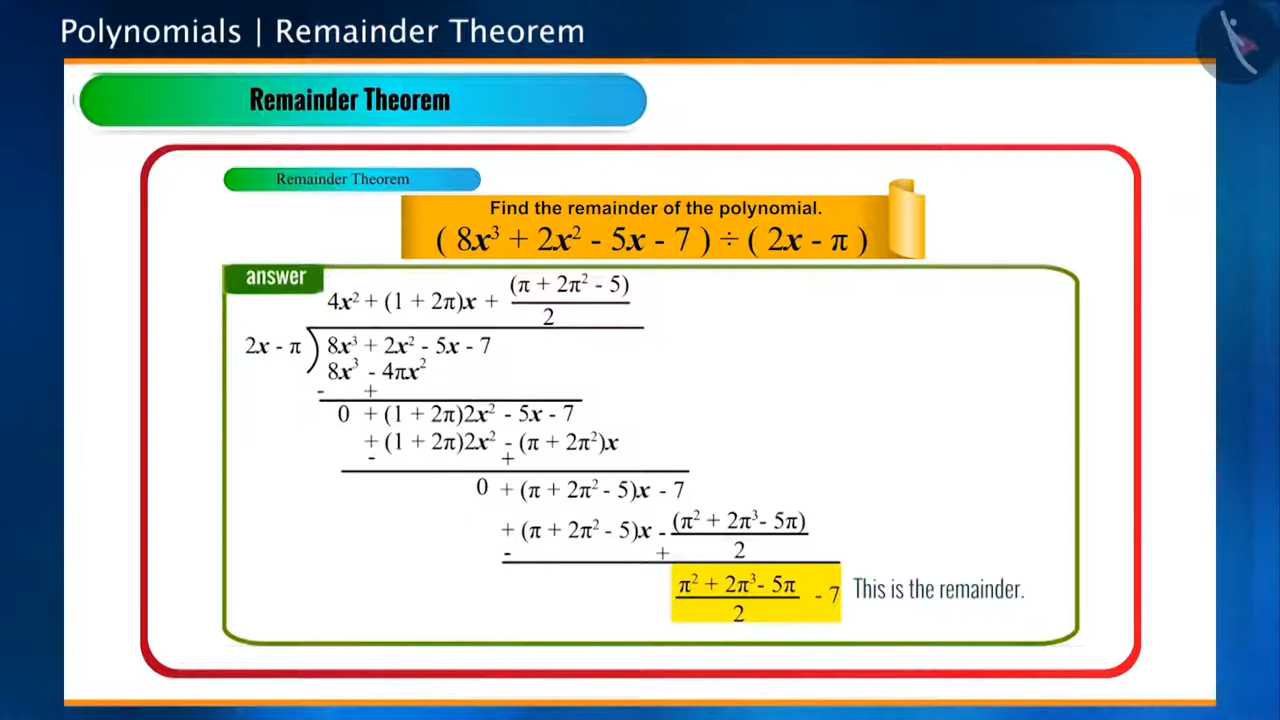 Polynomials | Remainder Theorem
Remainder Theorem
Remainder Theorem
Find the remainder of the polynomial.
( 8x³ + 2x² - 5x - 7 ) ÷ ( 2x - π )
answer
4x² + (1 + 2π)x + (π + 2π² - 5)
2
2x - π ) 8x³ + 2x² - 5x - 7
8x³ - 4πx²
- +
0 + (1 + 2π)2x² - 5x - 7
+ (1 + 2π)2x² - (π + 2π²)x
- +
0 + (π + 2π² - 5)x - 7
+ (π + 2π² - 5)x - (π² + 2π³- 5π)
2
- +
π² + 2π³- 5π - 7 This is the remainder.
2